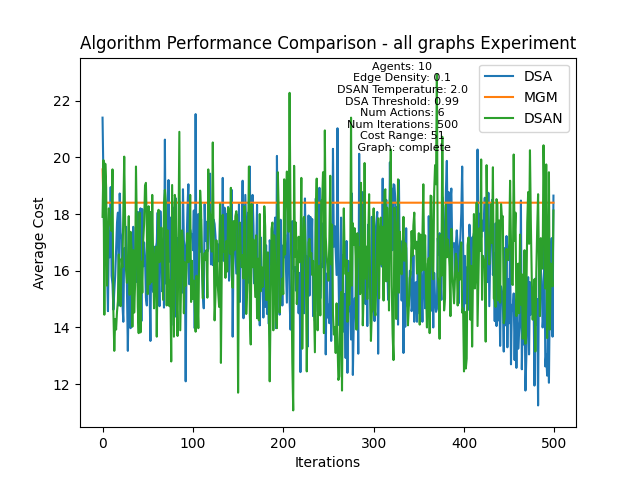 Algorithm Performance Comparison - all graphs Experiment
Agents: 10
Edge Density: 0.1
DSAN Temperature: 2.0
DSA Threshold: 0.99
Num Actions: 6
Num Iterations: 500
Cost Range: 51
Graph: complete
DSA
MGM
DSAN
Average Cost
22
20
18
16
14
12
0
100
200
300
400
500
Iterations